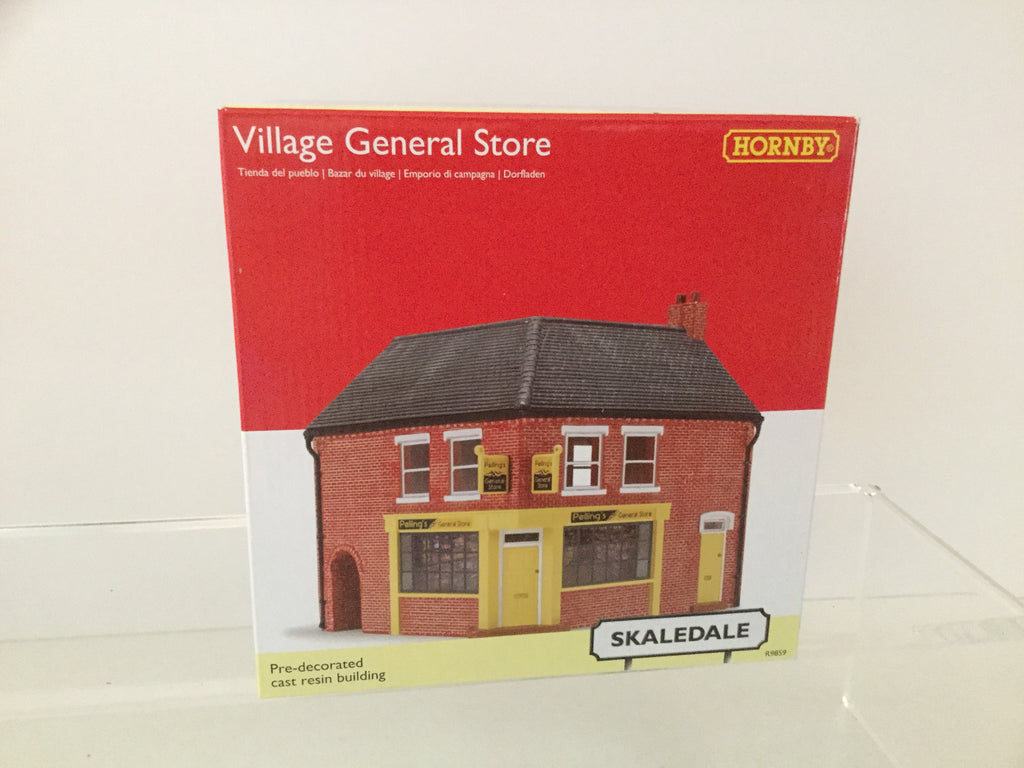 Village General Store
HORNBY®
Tienda del pueblo | Bazar du village | Emporio di campagna | Dorfladen
Pelling's
General
Store
Pelling's
General
Store
Pelling's General Store
Pelling's General Store
SKALEDALE
R9859
Pre-decorated
cast resin building